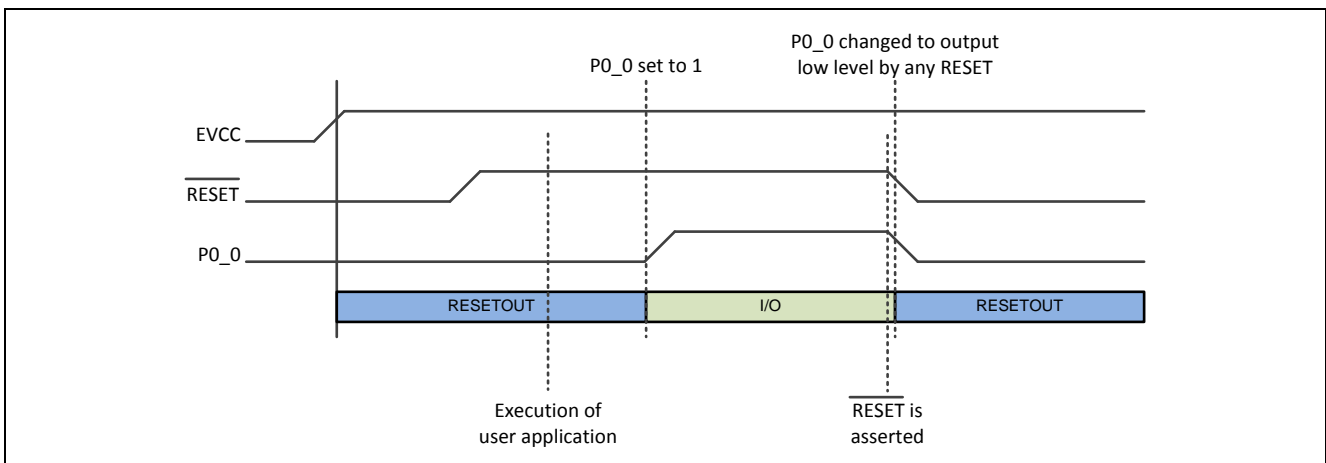 P0_0 set to 1
P0_0 changed to output
low level by any RESET
EVCC
RESET
P0_0
RESETOUT
I/O
RESETOUT
Execution of
user application
RESET is
asserted